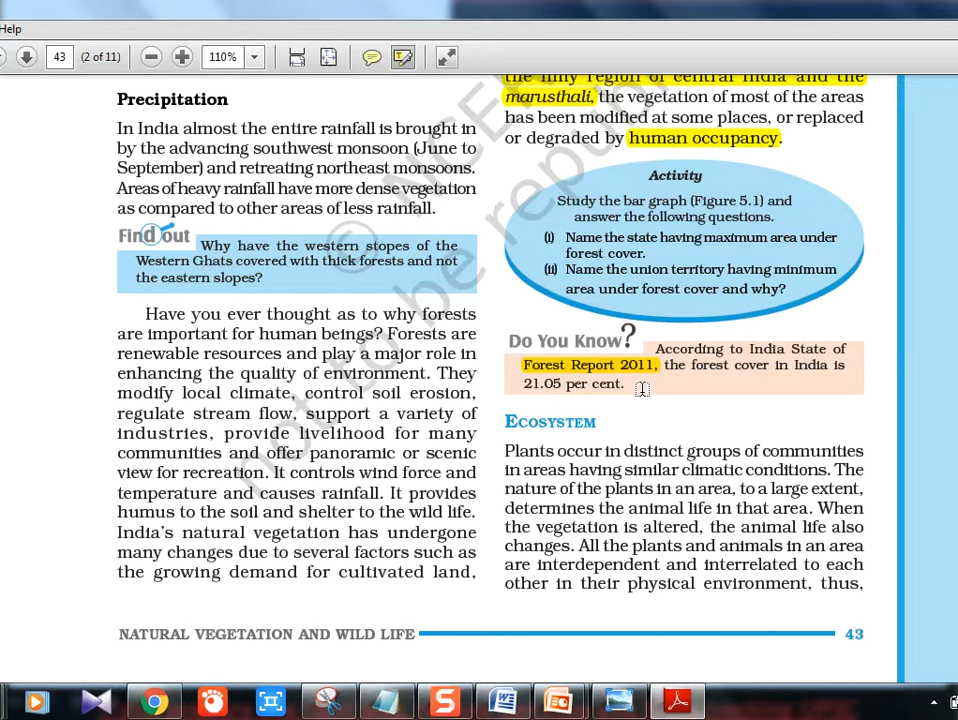 Help
43 (2 of 11) 110%
Precipitation
In India almost the entire rainfall is brought in
by the advancing southwest monsoon (June to
September) and retreating northeast monsoons.
Areas of heavy rainfall have more dense vegetation
as compared to other areas of less rainfall.
Find out
Why have the western stopes of the
Western Ghats covered with thick forests and not
the eastern slopes?
Have you ever thought as to why forests
are important for human beings? Forests are
renewable resources and play a major role in
enhancing the quality of environment. They
modify local climate, control soil erosion,
regulate stream flow, support a variety of
industries, provide livelihood for many
communities and offer panoramic or scenic
view for recreation. It controls wind force and
temperature and causes rainfall. It provides
humus to the soil and shelter to the wild life.
India's natural vegetation has undergone
many changes due to several factors such as
the growing demand for cultivated land,
the hilly region of central India and the
marusthali, the vegetation of most of the areas
has been modified at some places, or replaced
or degraded by human occupancy.
Activity
Study the bar graph (Figure 5.1) and
answer the following questions.
(i) Name the state having maximum area under
forest cover.
(ii) Name the union territory having minimum
area under forest cover and why?
Do You Know?
According to India State of
Forest Report 2011, the forest cover in India is
21.05 per cent.
ECOSYSTEM
Plants occur in distinct groups of communities
in areas having similar climatic conditions. The
nature of the plants in an area, to a large extent,
determines the animal life in that area. When
the vegetation is altered, the animal life also
changes. All the plants and animals in an area
are interdependent and interrelated to each
other in their physical environment, thus,
NATURAL VEGETATION AND WILD LIFE 43
© NCER
not to be republ